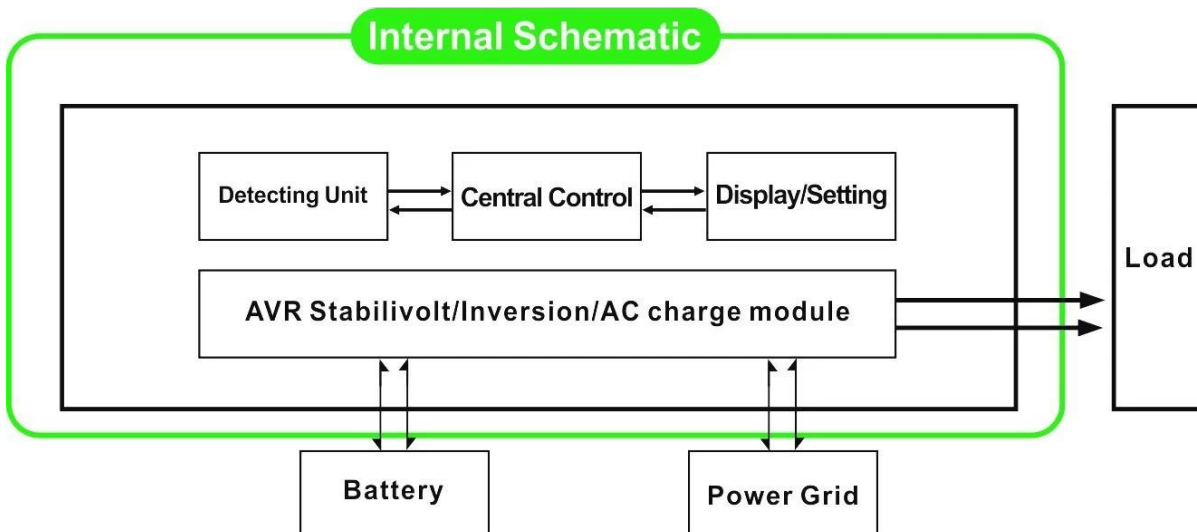 Internal Schematic
Detecting Unit
Central Control
Display/Setting
Load
AVR Stabilivolt/Inversion/AC charge module
Battery
Power Grid